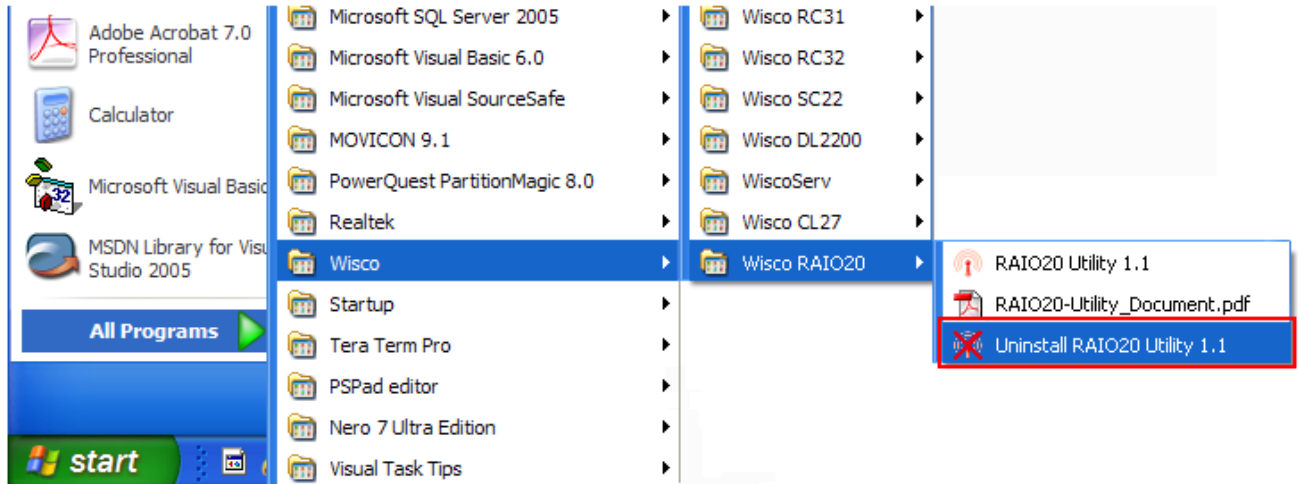 Adobe Acrobat 7.0
Professional
Calculator
Microsoft Visual Basic
MSDN Library for Visu
Studio 2005
All Programs
start
Microsoft SQL Server 2005
Microsoft Visual Basic 6.0
Microsoft Visual SourceSafe
MOVICON 9.1
PowerQuest PartitionMagic 8.0
Realtek
Wisco
Startup
Tera Term Pro
PSPad editor
Nero 7 Ultra Edition
Visual Task Tips
Wisco RC31
Wisco RC32
Wisco SC22
Wisco DL2200
WiscoServ
Wisco CL27
Wisco RAIO20
RAIO20 Utility 1.1
RAIO20-Utility_Document.pdf
Uninstall RAIO20 Utility 1.1